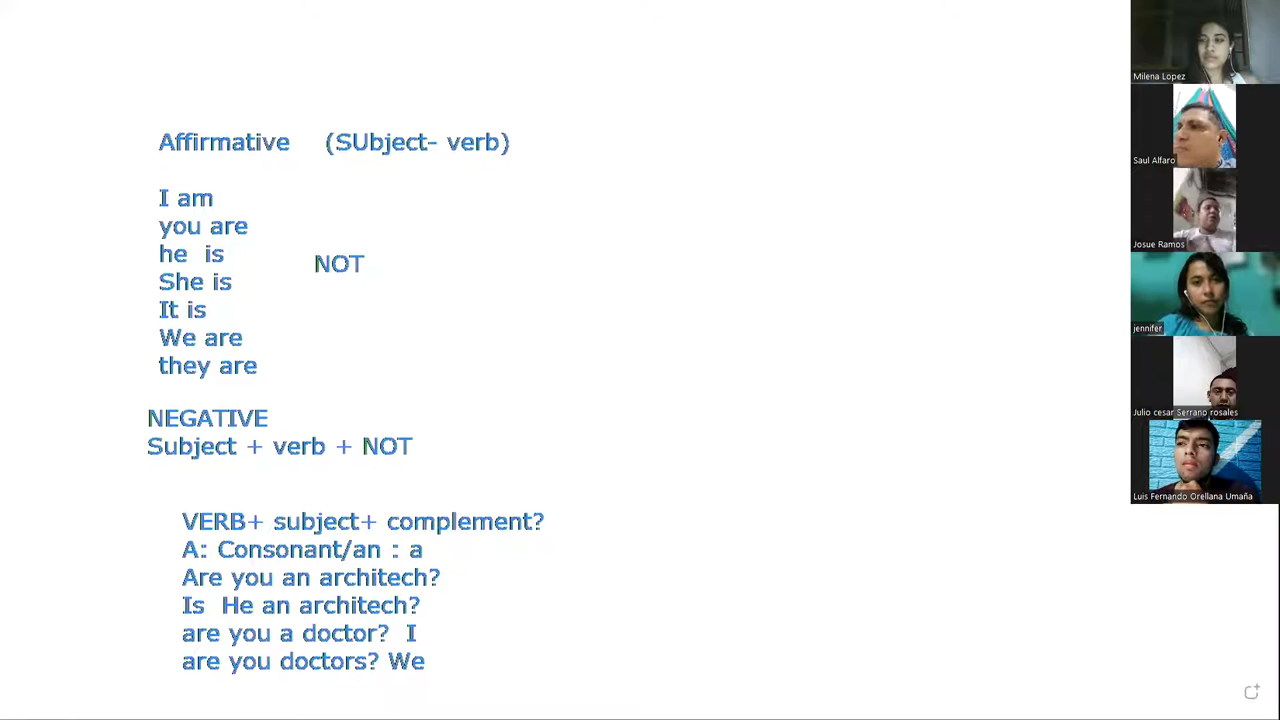 Affirmative (SUbject- verb)
I am
you are
he is
She is
It is
We are
they are
NOT
NEGATIVE
Subject + verb + NOT
VERB+ subject+ complement?
A: Consonant/an : a
Are you an architech?
Is He an architech?
are you a doctor? I
are you doctors? We
Milena Lopez
Saul Alfaro
Josue Ramos
jennifer
Julio cesar Serrano rosales
Luis Fernando Orellana Umaña